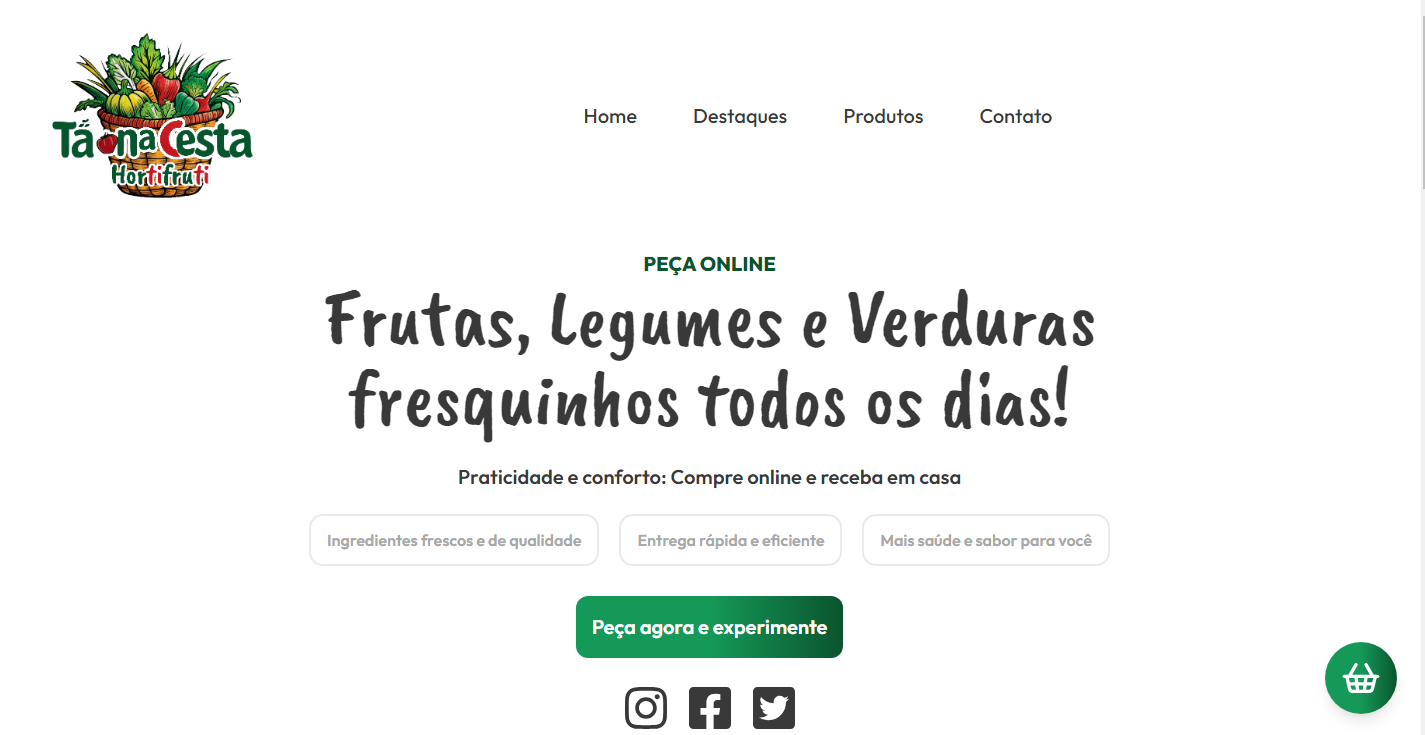 Tá na Cesta
Hortifruti
Home Destaques Produtos Contato
PEÇA ONLINE
Frutas, Legumes e Verduras
fresquinhos todos os dias!
Praticidade e conforto: Compre online e receba em casa
Ingredientes frescos e de qualidade Entrega rápida e eficiente Mais saúde e sabor para você
Peça agora e experimente